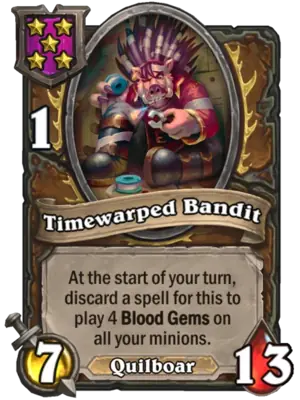 1
Timewarped Bandit
At the start of your turn,
discard a spell for this to
play 4 Blood Gems on
all your minions.
7
Quilboar
13